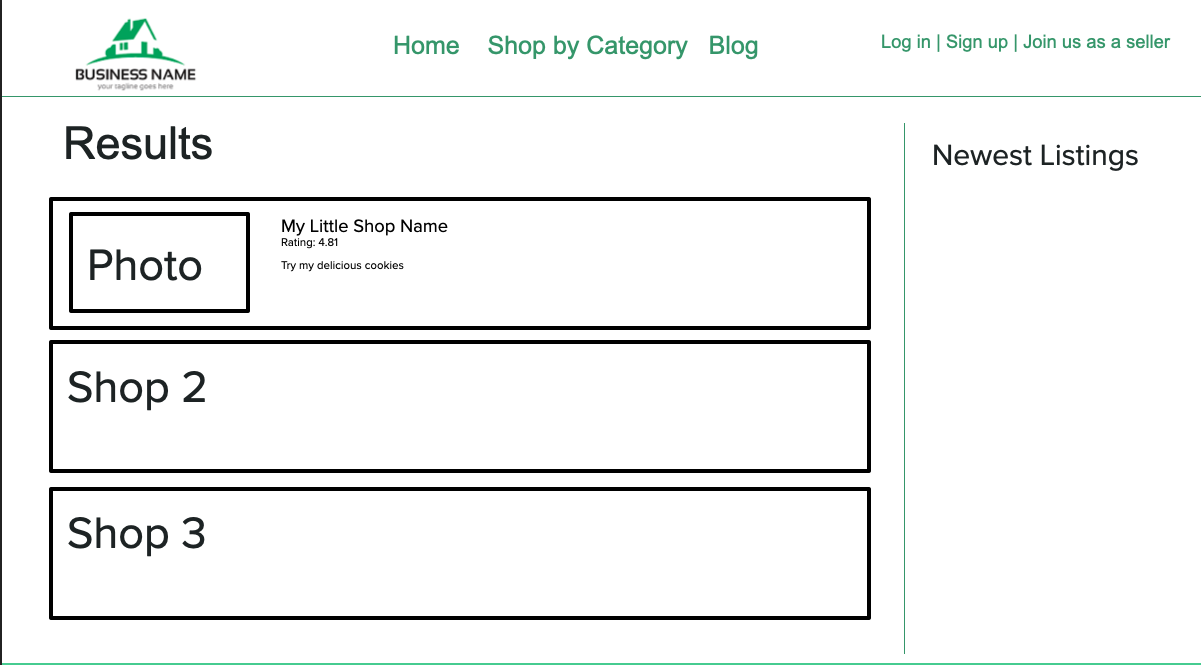 BUSINESS NAME
your tagline goes here
Home Shop by Category Blog
Log in | Sign up | Join us as a seller
Results
Photo
My Little Shop Name
Rating: 4.81
Try my delicious cookies
Shop 2
Shop 3
Newest Listings